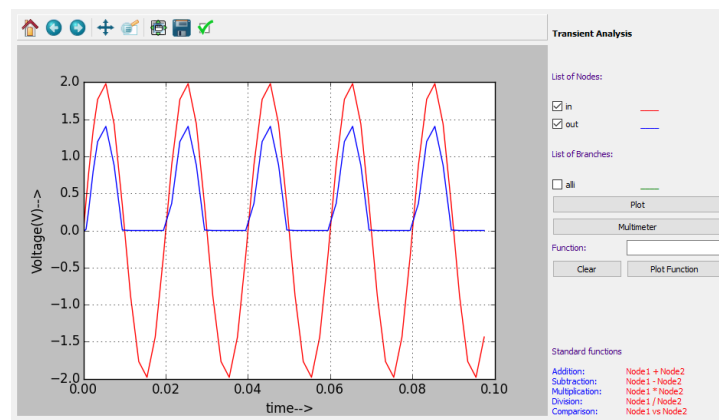 Transient Analysis
List of Nodes:
in
out
List of Branches:
alli
Plot
Multimeter
Function:
Clear
Plot Function
Standard functions
Addition: Node1 + Node2
Subtraction: Node1 - Node2
Multiplication: Node1 * Node2
Division: Node1 / Node2
Comparison: Node1 vs Node2
Voltage(V)-->
2.0
1.5
1.0
0.5
0.0
−0.5
−1.0
−1.5
−2.0
0.00 0.02 0.04 0.06 0.08 0.10
time-->